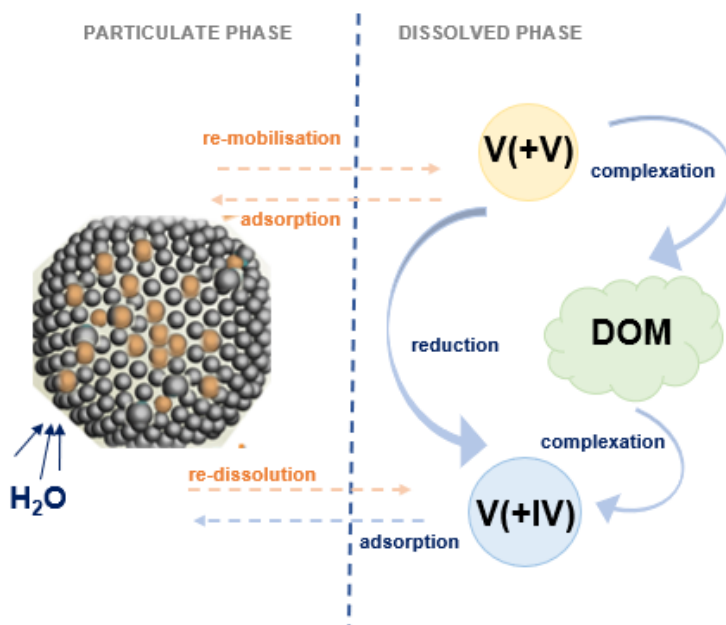 PARTICULATE PHASE
DISSOLVED PHASE
re-mobilisation
V(+V)
complexation
adsorption
reduction
DOM
complexation
re-dissolution
H₂O
V(+IV)
adsorption